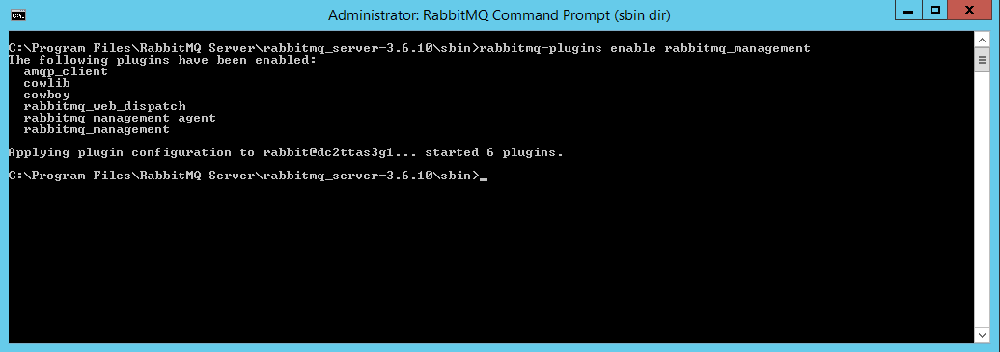 Administrator: RabbitMQ Command Prompt (sbin dir)
C:\Program Files\RabbitMQ Server\rabbitmq_server-3.6.10\sbin>rabbitmq-plugins enable rabbitmq_management
The following plugins have been enabled:
  amqp_client
  cowlib
  cowboy
  rabbitmq_web_dispatch
  rabbitmq_management_agent
  rabbitmq_management
Applying plugin configuration to rabbit@dc2ttas3g1... started 6 plugins.
C:\Program Files\RabbitMQ Server\rabbitmq_server-3.6.10\sbin>